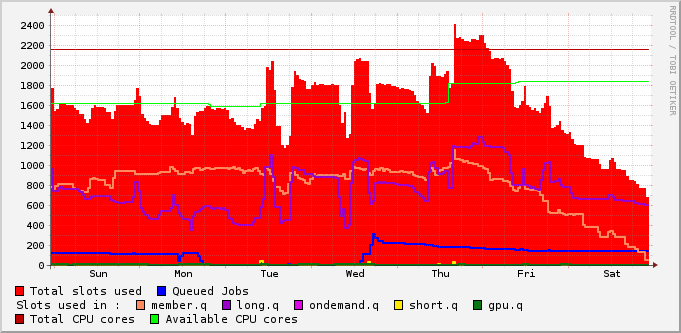 RRDTOOL / TOBI OETIKER
2400
2200
2000
1800
1600
1400
1200
1000
800
600
400
200
0
Sun Mon Tue Wed Thu Fri Sat
Total slots used Queued Jobs
Slots used in : member.q long.q ondemand.q short.q gpu.q
Total CPU cores Available CPU cores